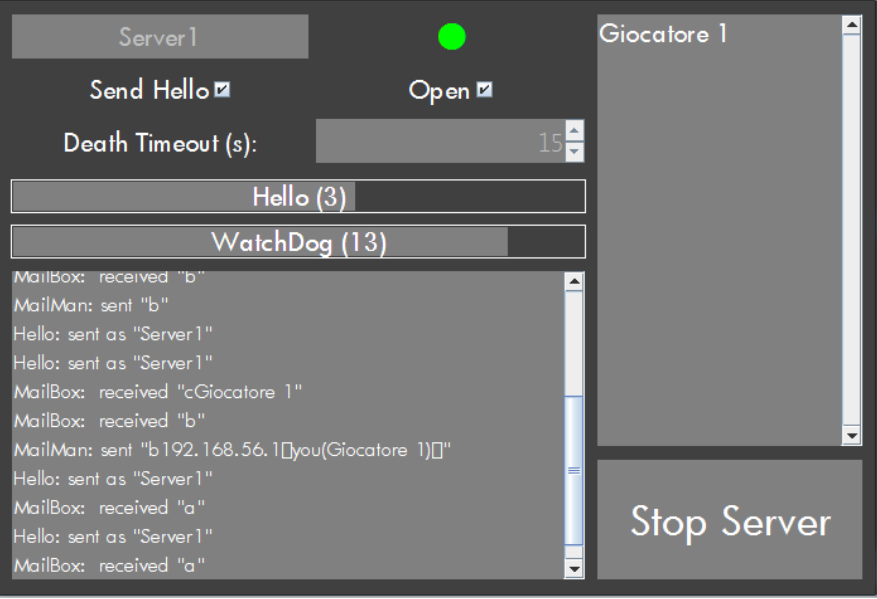 Server1
Send Hello
Open
Death Timeout (s):
15
Hello (3)
WatchDog (13)
MailBox:  received "b"
MailMan: sent "b"
Hello: sent as "Server1"
Hello: sent as "Server1"
MailBox:  received "cGiocatore 1"
MailBox:  received "b"
MailMan: sent "b192.168.56.1▯you(Giocatore 1)▯"
Hello: sent as "Server1"
MailBox:  received "a"
Hello: sent as "Server1"
MailBox:  received "a"
Giocatore 1
Stop Server